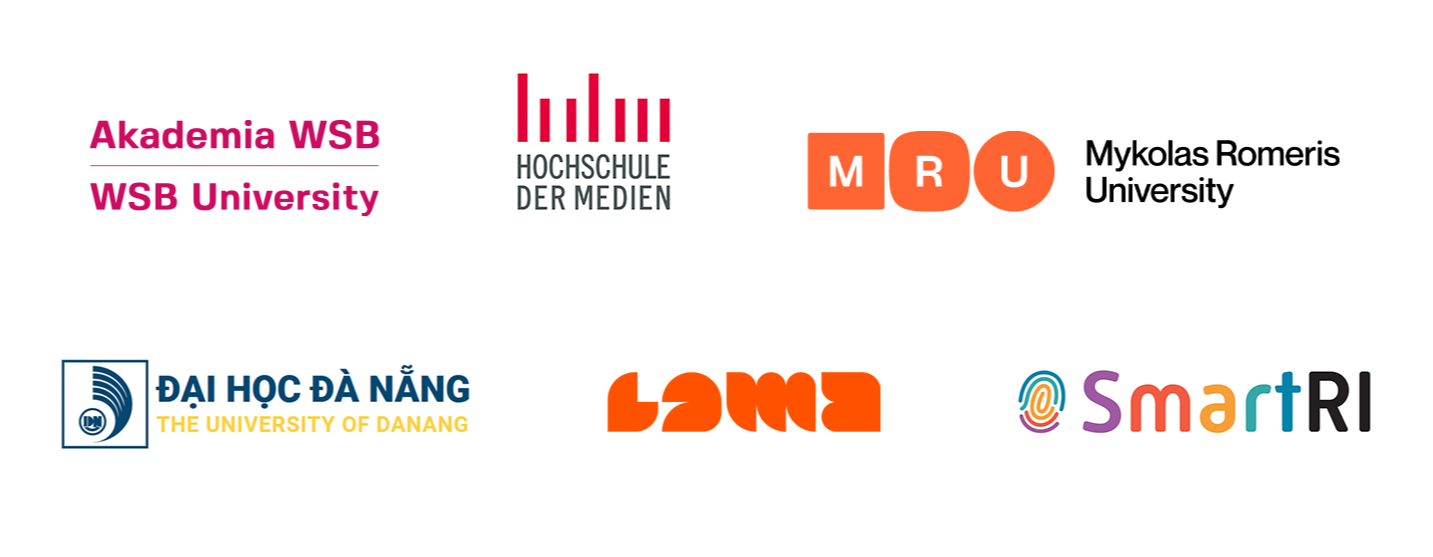 Akademia WSB
WSB University
HOCHSCHULE
DER MEDIEN
M R U
Mykolas Romeris
University
ĐẠI HỌC ĐÀ NẴNG
THE UNIVERSITY OF DANANG
@ SmartRI